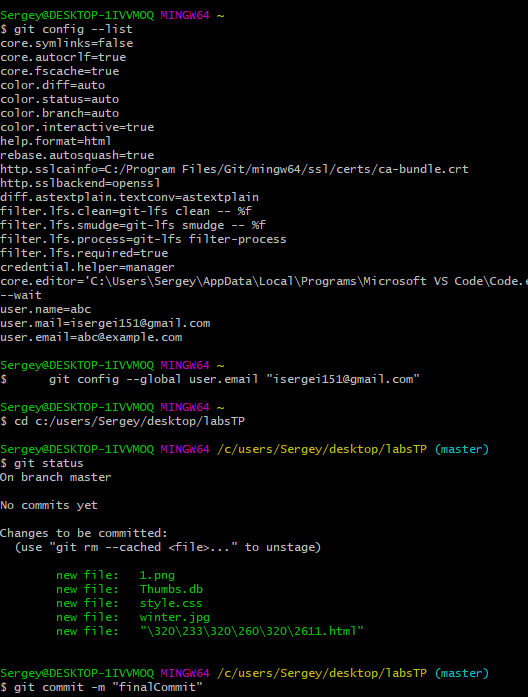 Sergey@DESKTOP-1IVVMOQ MINGW64 ~
$ git config --list
core.symlinks=false
core.autocrlf=true
core.fscache=true
color.diff=auto
color.status=auto
color.branch=auto
color.interactive=true
help.format=html
rebase.autosquash=true
http.sslcainfo=C:/Program Files/Git/mingw64/ssl/certs/ca-bundle.crt
http.sslbackend=openssl
diff.astextplain.textconv=astextplain
filter.lfs.clean=git-lfs clean -- %f
filter.lfs.smudge=git-lfs smudge -- %f
filter.lfs.process=git-lfs filter-process
filter.lfs.required=true
credential.helper=manager
core.editor='C:\Users\Sergey\AppData\Local\Programs\Microsoft VS Code\Code.e
--wait
user.name=abc
user.mail=isergei151@gmail.com
user.email=abc@example.com
Sergey@DESKTOP-1IVVMOQ MINGW64 ~
$      git config --global user.email "isergei151@gmail.com"
Sergey@DESKTOP-1IVVMOQ MINGW64 ~
$ cd c:/users/Sergey/desktop/labsTP
Sergey@DESKTOP-1IVVMOQ MINGW64 /c/users/Sergey/desktop/labsTP (master)
$ git status
On branch master
No commits yet
Changes to be committed:
  (use "git rm --cached <file>..." to unstage)
        new file:   1.png
        new file:   Thumbs.db
        new file:   style.css
        new file:   winter.jpg
        new file:   "\320\233\320\260\320\2611.html"
Sergey@DESKTOP-1IVVMOQ MINGW64 /c/users/Sergey/desktop/labsTP (master)
$ git commit -m "finalCommit"